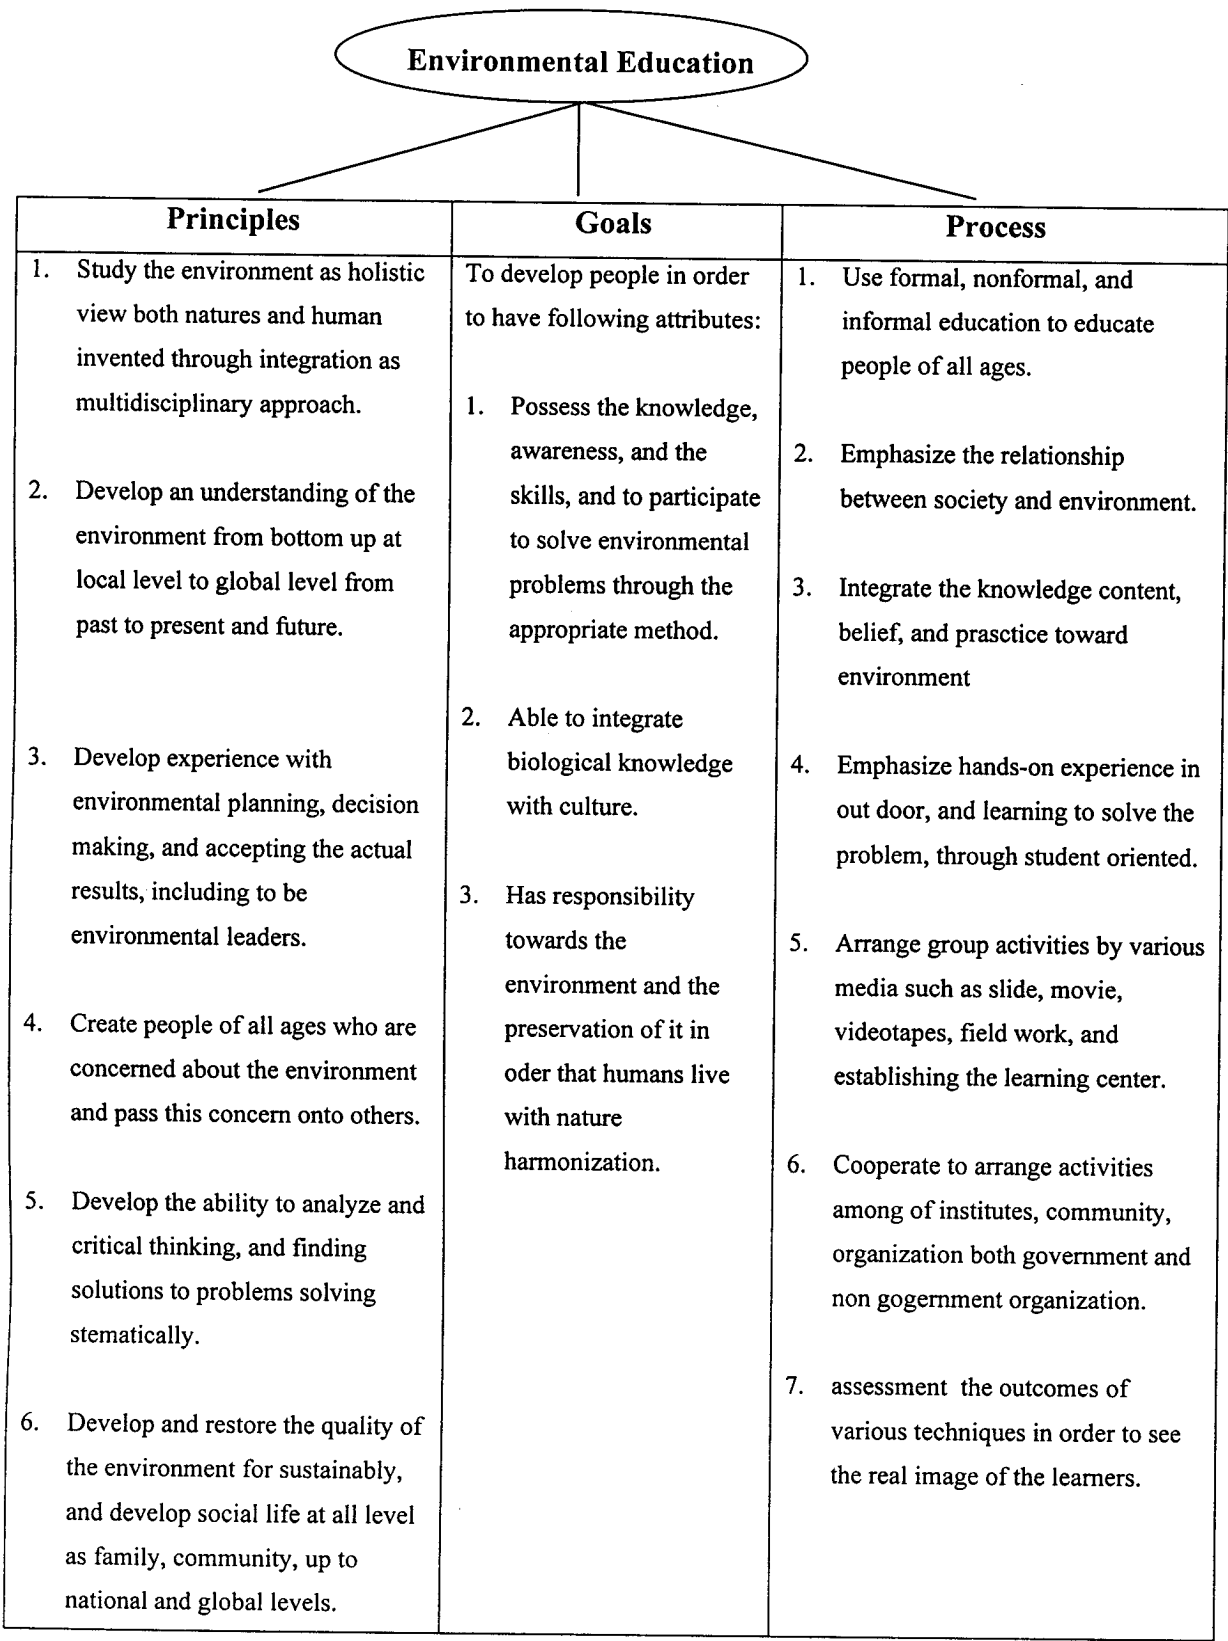 Environmental Education
Principles
1. Study the environment as holistic
view both natures and human
invented through integration as
multidisciplinary approach.
2. Develop an understanding of the
environment from bottom up at
local level to global level from
past to present and future.
3. Develop experience with
environmental planning, decision
making, and accepting the actual
results, including to be
environmental leaders.
4. Create people of all ages who are
concerned about the environment
and pass this concern onto others.
5. Develop the ability to analyze and
critical thinking, and finding
solutions to problems solving
stematically.
6. Develop and restore the quality of
the environment for sustainably,
and develop social life at all level
as family, community, up to
national and global levels.
Goals
To develop people in order
to have following attributes:
1. Possess the knowledge,
awareness, and the
skills, and to participate
to solve environmental
problems through the
appropriate method.
2. Able to integrate
biological knowledge
with culture.
3. Has responsibility
towards the
environment and the
preservation of it in
oder that humans live
with nature
harmonization.
Process
1. Use formal, nonformal, and
informal education to educate
people of all ages.
2. Emphasize the relationship
between society and environment.
3. Integrate the knowledge content,
belief, and prasctice toward
environment
4. Emphasize hands-on experience in
out door, and learning to solve the
problem, through student oriented.
5. Arrange group activities by various
media such as slide, movie,
videotapes, field work, and
establishing the learning center.
6. Cooperate to arrange activities
among of institutes, community,
organization both government and
non gogernment organization.
7. assessment the outcomes of
various techniques in order to see
the real image of the learners.